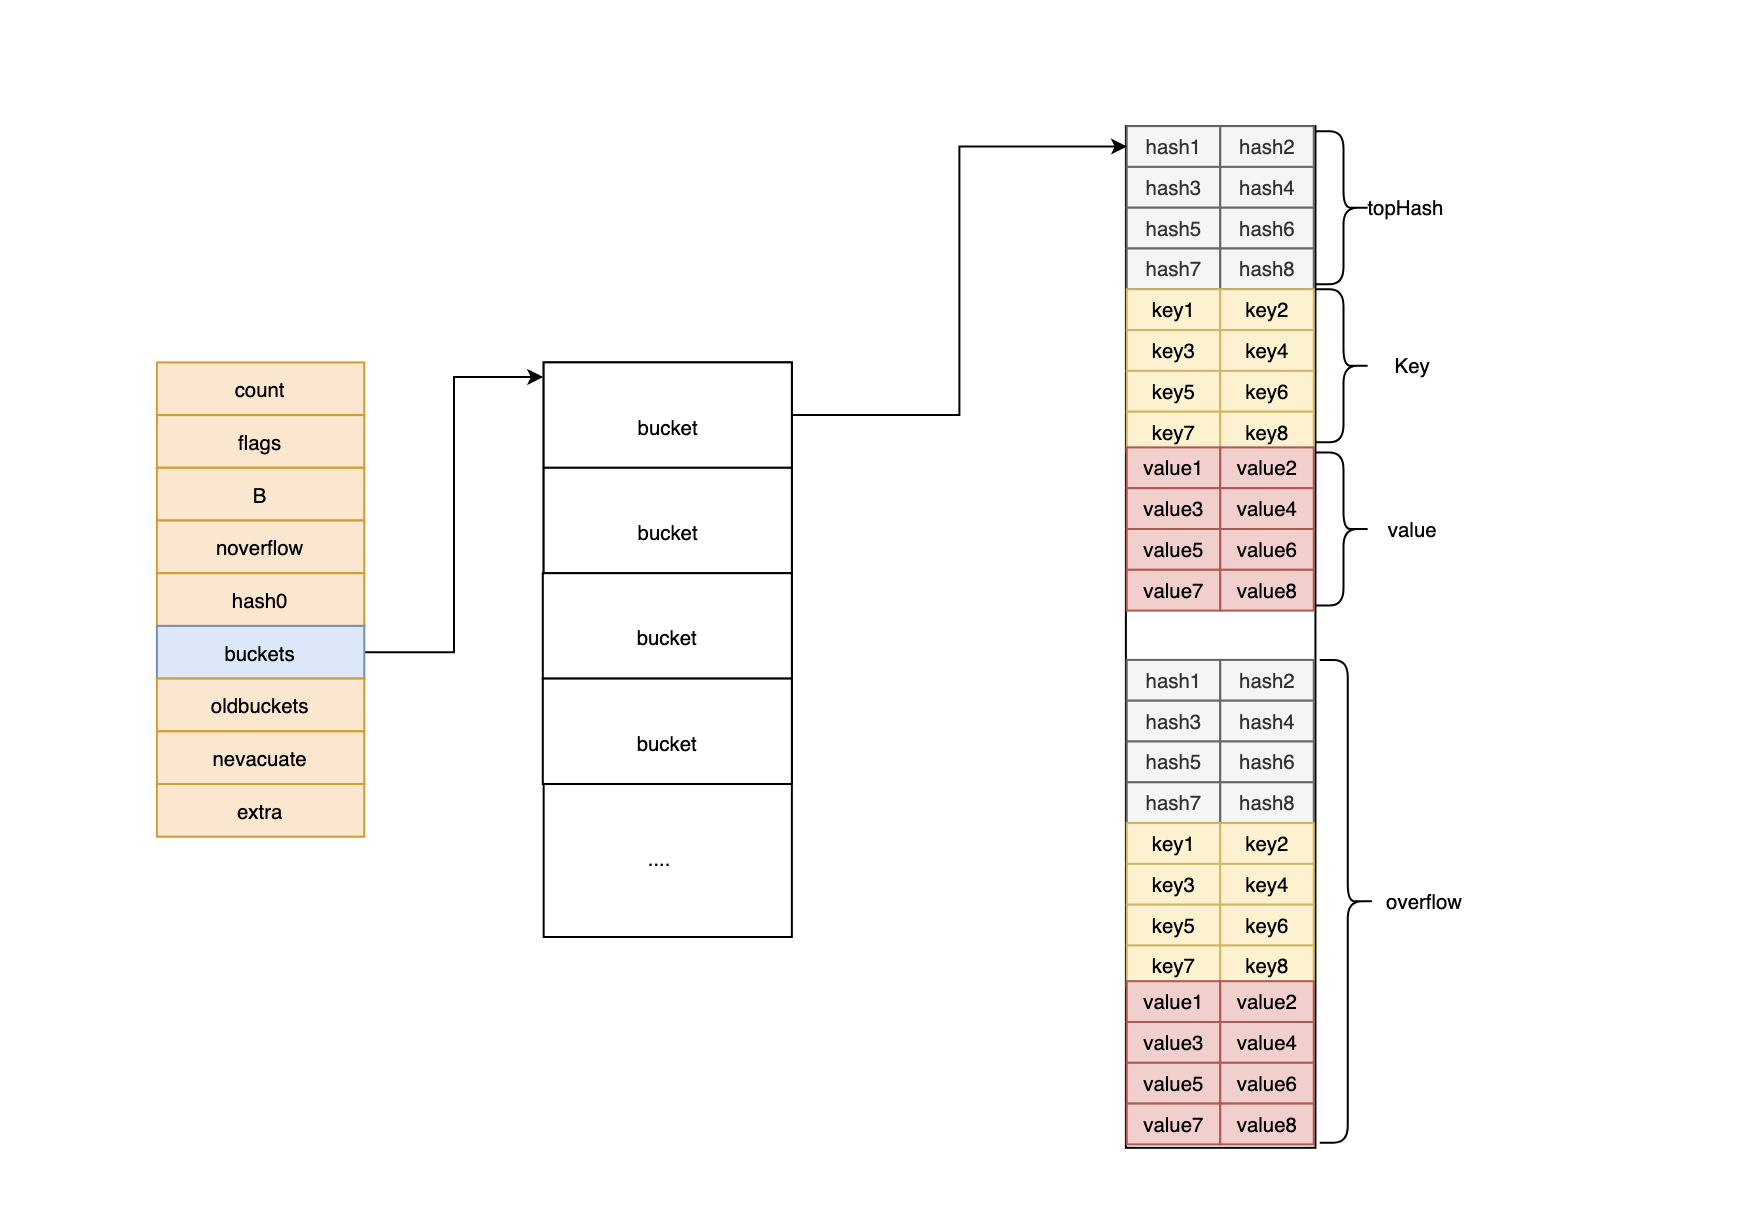 count
flags
B
noverflow
hash0
buckets
oldbuckets
nevacuate
extra
bucket
bucket
bucket
bucket
....
hash1 hash2
hash3 hash4
hash5 hash6
hash7 hash8
topHash
key1 key2
key3 key4
key5 key6
key7 key8
Key
value1 value2
value3 value4
value5 value6
value7 value8
value
hash1 hash2
hash3 hash4
hash5 hash6
hash7 hash8
key1 key2
key3 key4
key5 key6
key7 key8
value1 value2
value3 value4
value5 value6
value7 value8
overflow